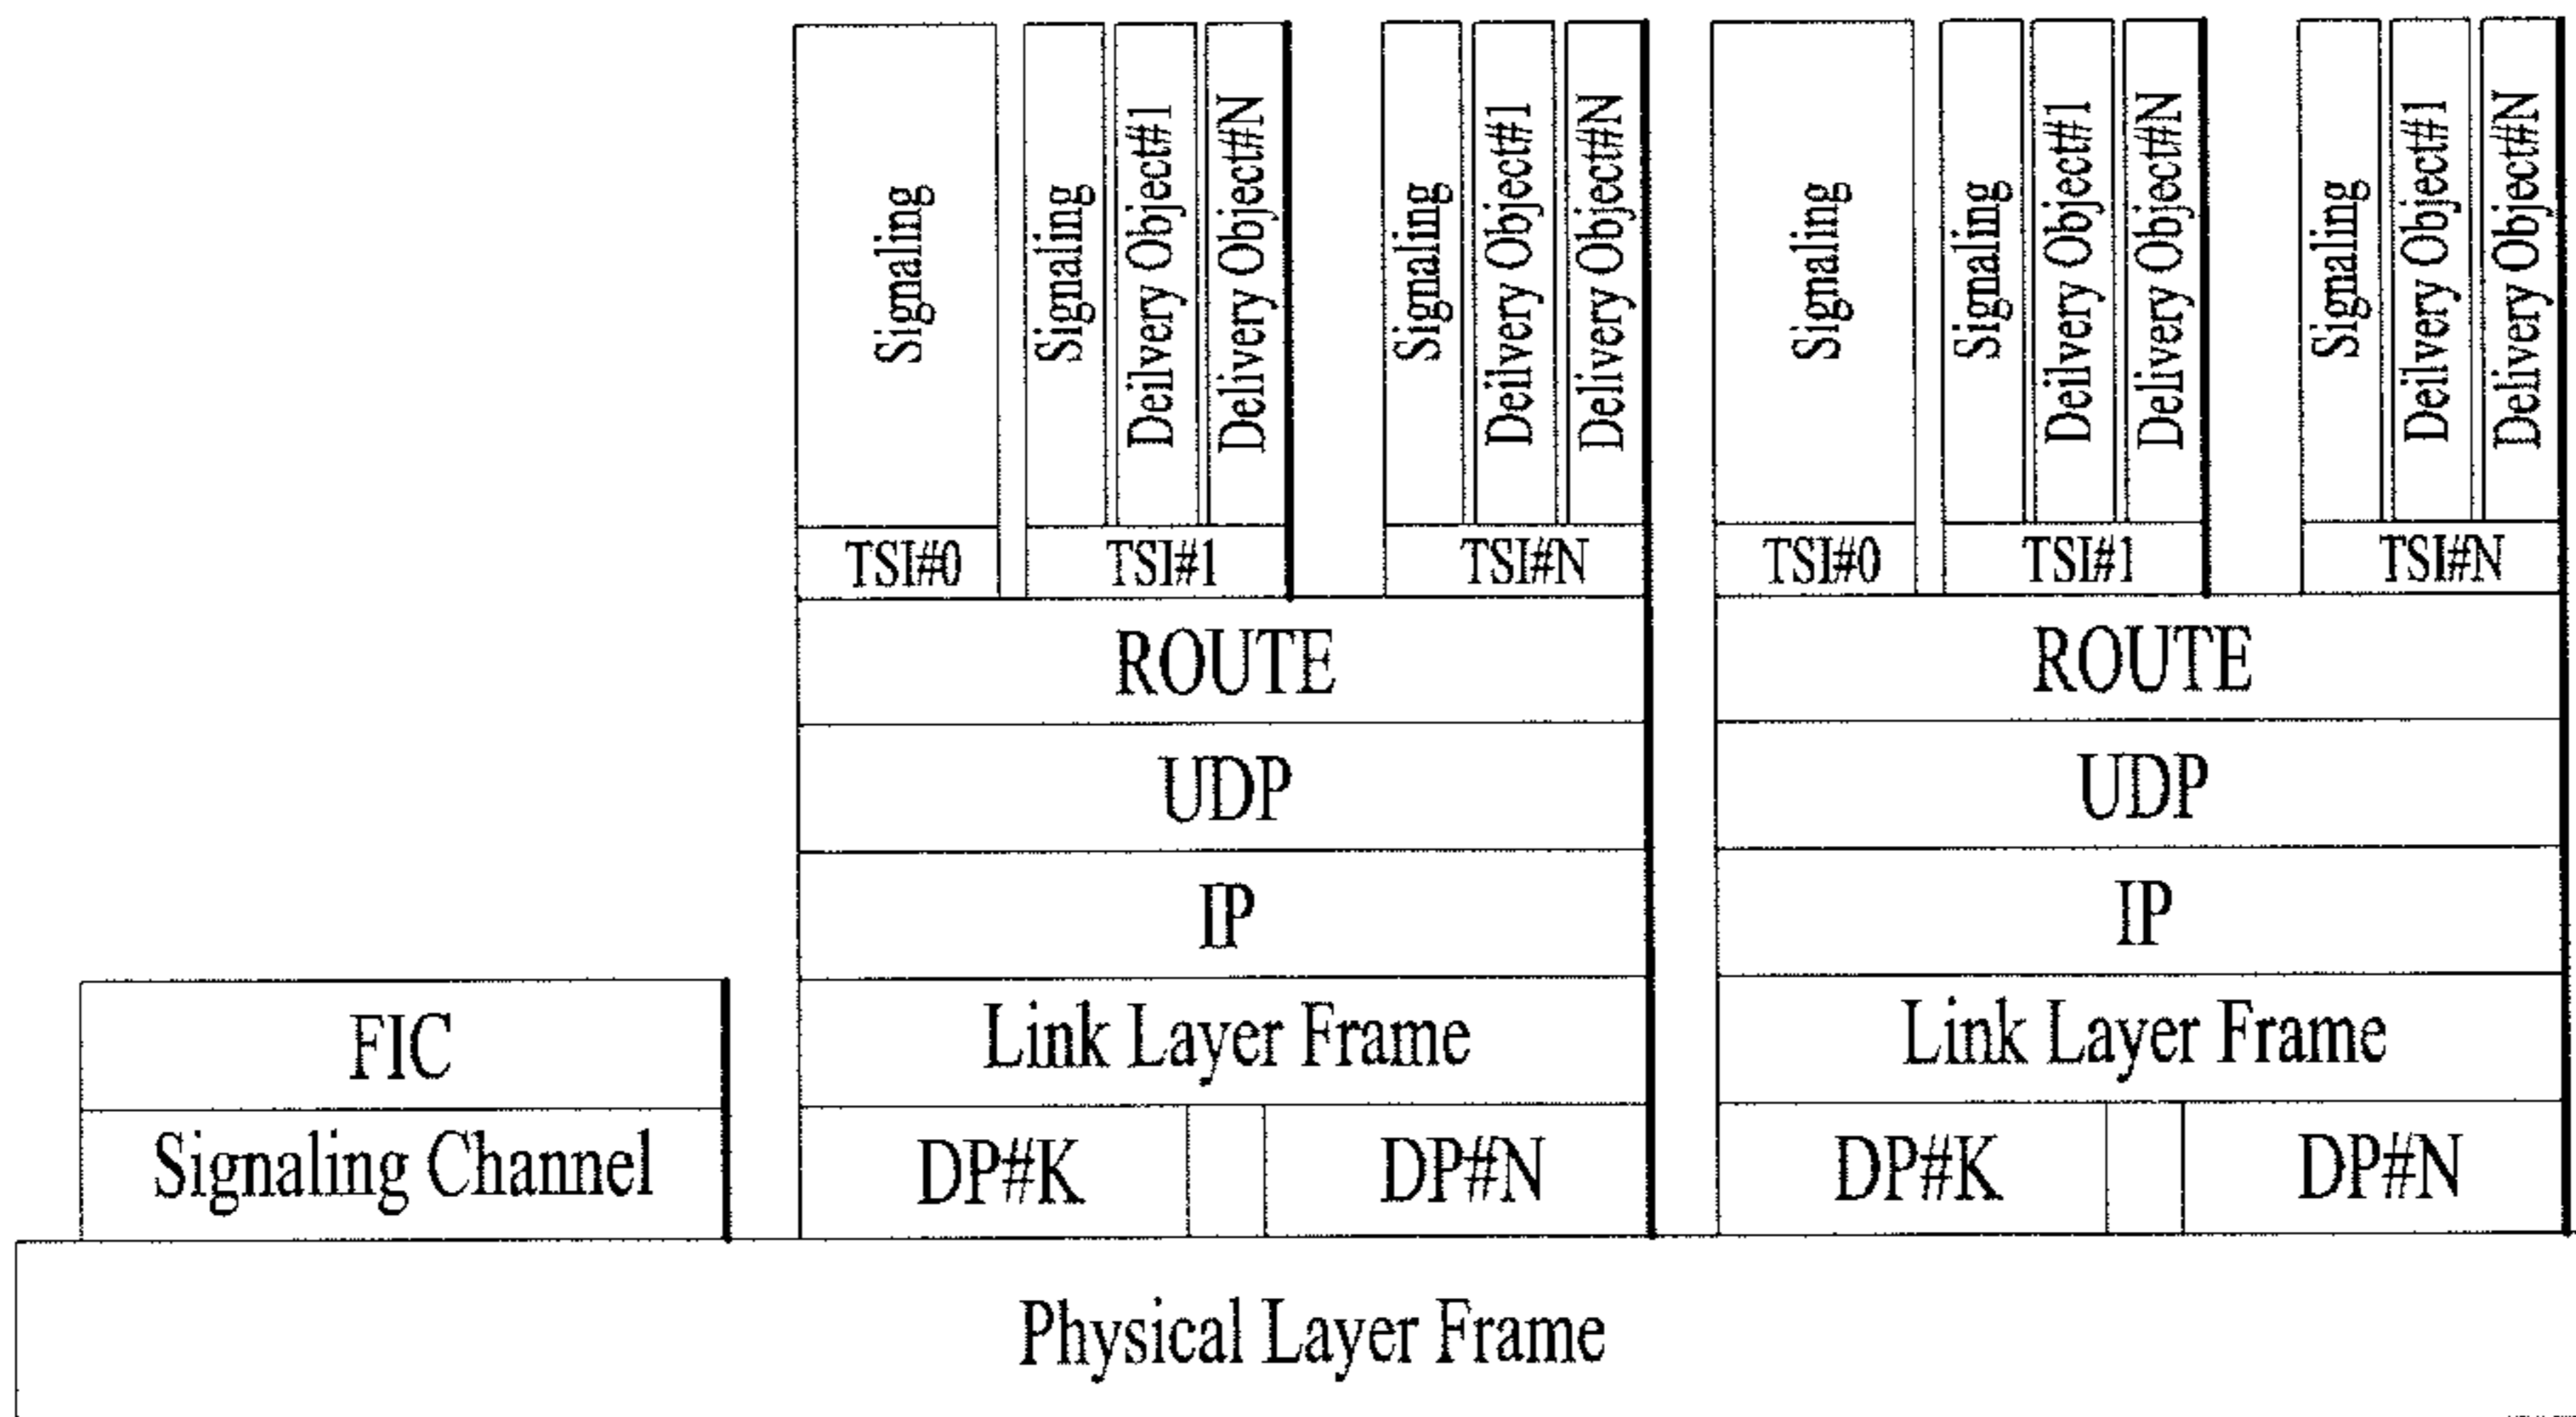 Signaling
Signaling
Deilvery Object#1
Delivery Object#N
Signaling
Deilvery Object#1
Delivery Object#N
Signaling
Signaling
Deilvery Object#1
Delivery Object#N
Signaling
Deilvery Object#1
Delivery Object#N
TSI#0
TSI#1
TSI#N
TSI#0
TSI#1
TSI#N
ROUTE
ROUTE
UDP
UDP
IP
IP
FIC
Link Layer Frame
Link Layer Frame
Signaling Channel
DP#K
DP#N
DP#K
DP#N
Physical Layer Frame